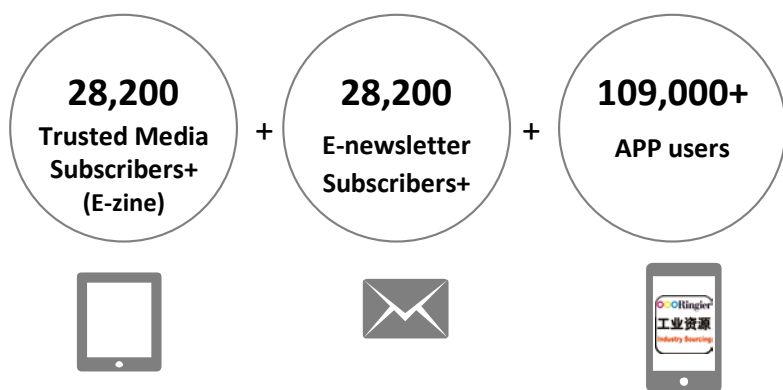 28,200
Trusted Media
Subscribers+
(E-zine)
+
28,200
E-newsletter
Subscribers+
+
109,000+
APP users
Ringier
工业资源
Industry Sourcing